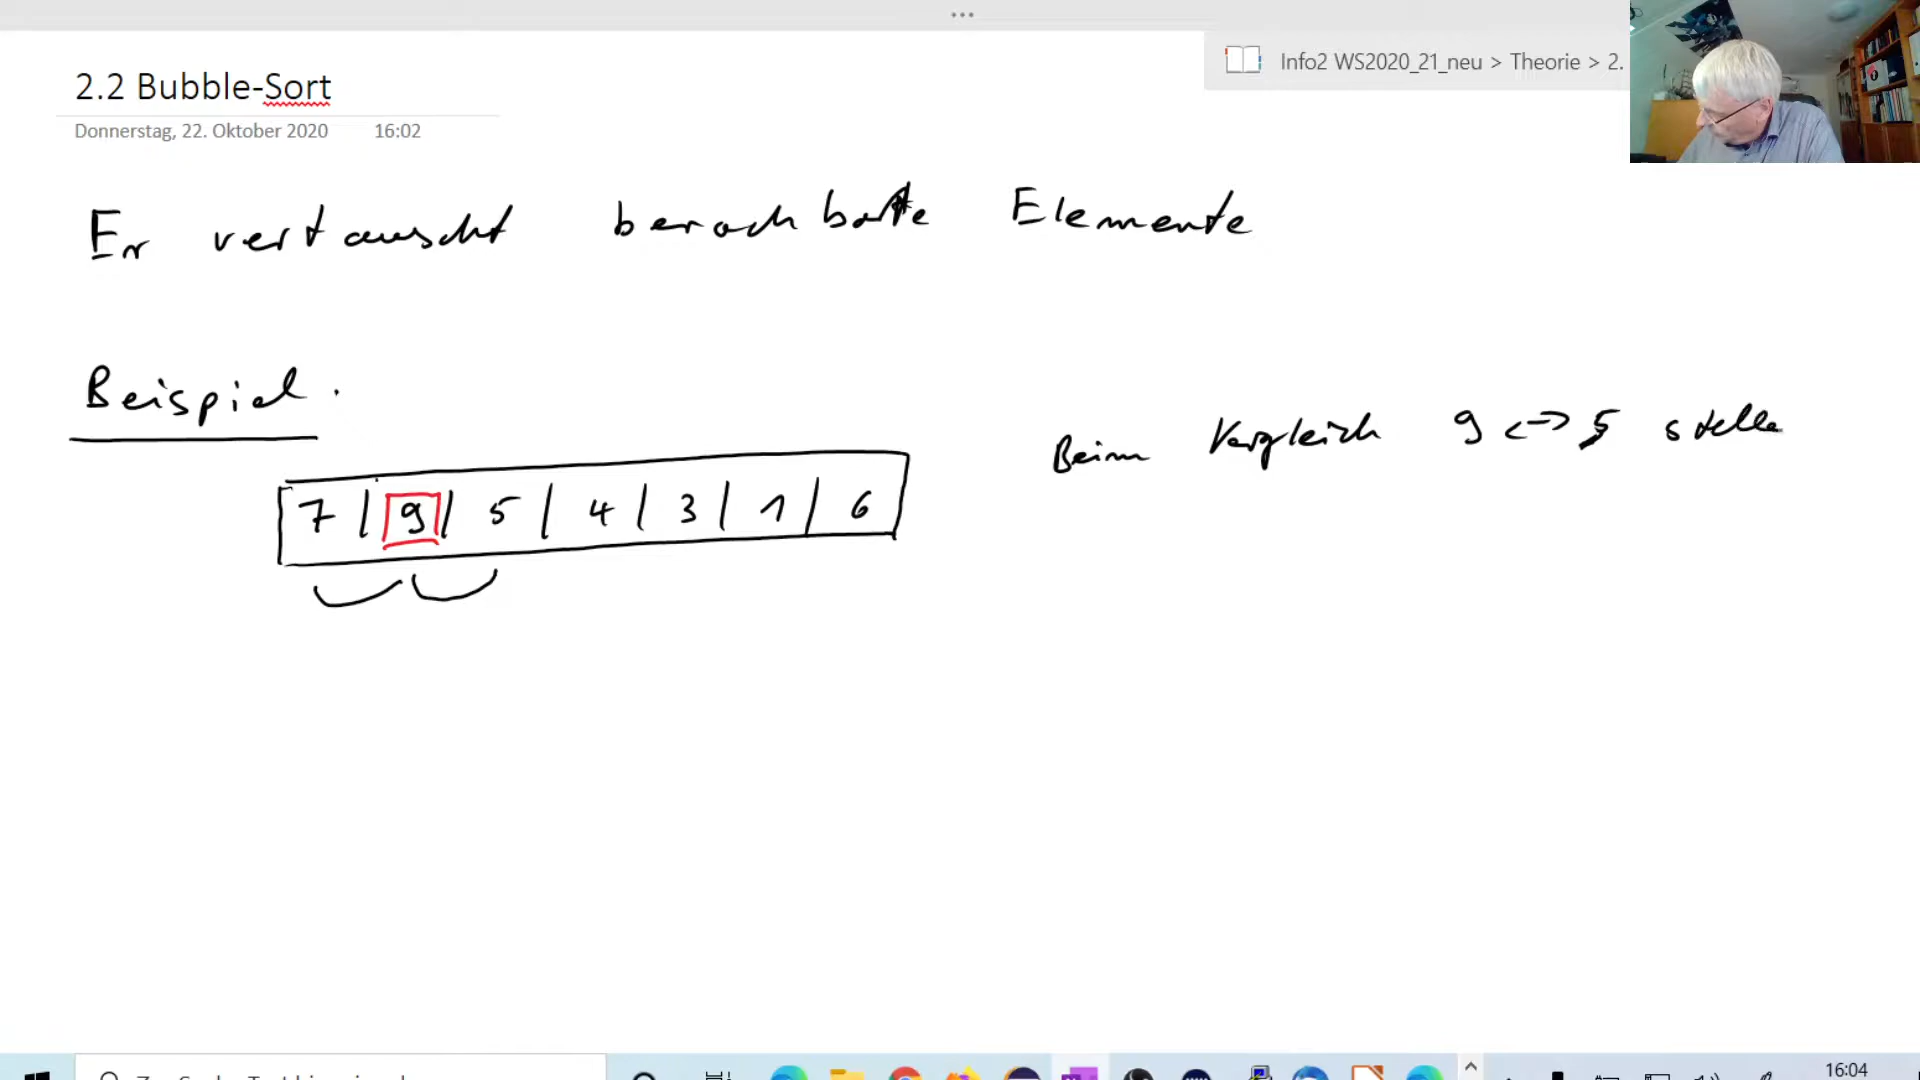 Info2 WS2020_21_neu > Theorie > 2.
2.2 Bubble-Sort
Donnerstag, 22. Oktober 2020 16:02
Er vertauscht benachbarte Elemente
Beispiel.
Beim Vergleich 9 <-> 5 stelle
7 | 9 | 5 | 4 | 3 | 1 | 6
16:04